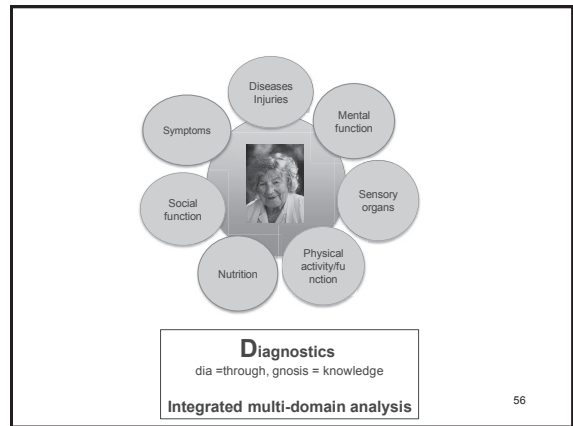 Diseases
Injuries
Mental
function
Sensory
organs
Physical
activity/fu
nction
Nutrition
Social
function
Symptoms
Diagnostics
dia =through, gnosis = knowledge
Integrated multi-domain analysis
56